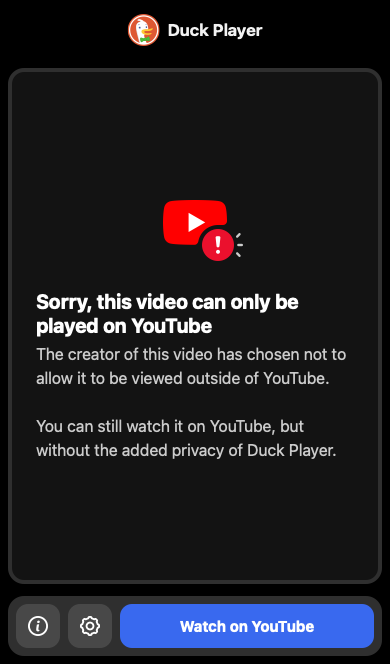 Duck Player
Sorry, this video can only be
played on YouTube
The creator of this video has chosen not to
allow it to be viewed outside of YouTube.
You can still watch it on YouTube, but
without the added privacy of Duck Player.
Watch on YouTube